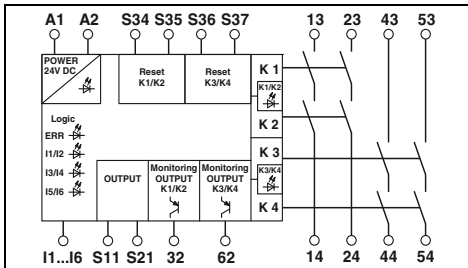 A1 A2 S34 S35 S36 S37 13 23 43 53
POWER
24V DC
Reset
K1/K2
Reset
K3/K4
K 1
K1/K2
K 2
Logic
ERR
I1/I2
I3/I4
I5/I6
K 3
K3/K4
K 4
OUTPUT
Monitoring
OUTPUT
K1/K2
Monitoring
OUTPUT
K3/K4
I1...I6 S11 S21 32 62 14 24 44 54